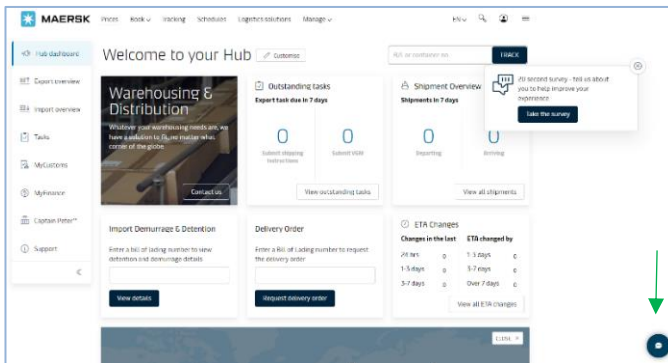 MAERSK
Prices Book Tracking Schedules Logistics solutions Manage
EN
Hub dashboard
Export overview
Import overview
Tasks
MyCustoms
MyFinance
Captain Peter™
Support
Welcome to your Hub
Customise
B/L or container no.
TRACK
20 second survey - tell us about
you to help improve your
experience
Take the survey
Warehousing &
Distribution
Whatever your warehousing needs are, we
have a solution to fit, no matter what
corner of the globe.
Contact us
Outstanding tasks
Export task due in 7 days
0 0
Submit shipping
instructions
Submit VGM
View outstanding tasks
Shipment Overview
Shipments in 7 days
0 0
Departing Arriving
View all shipments
Import Demurrage & Detention
Enter a bill of lading number to view
detention and demurrage details
View details
Delivery Order
Enter a Bill of Lading number to request
the delivery order
Request delivery order
ETA Changes
Changes in the last ETA changed by
24 hrs 0 1-3 days 0
1-3 days 0 3-7 days 0
3-7 days 0 Over 7 days 0
View all ETA changes
CLOSE